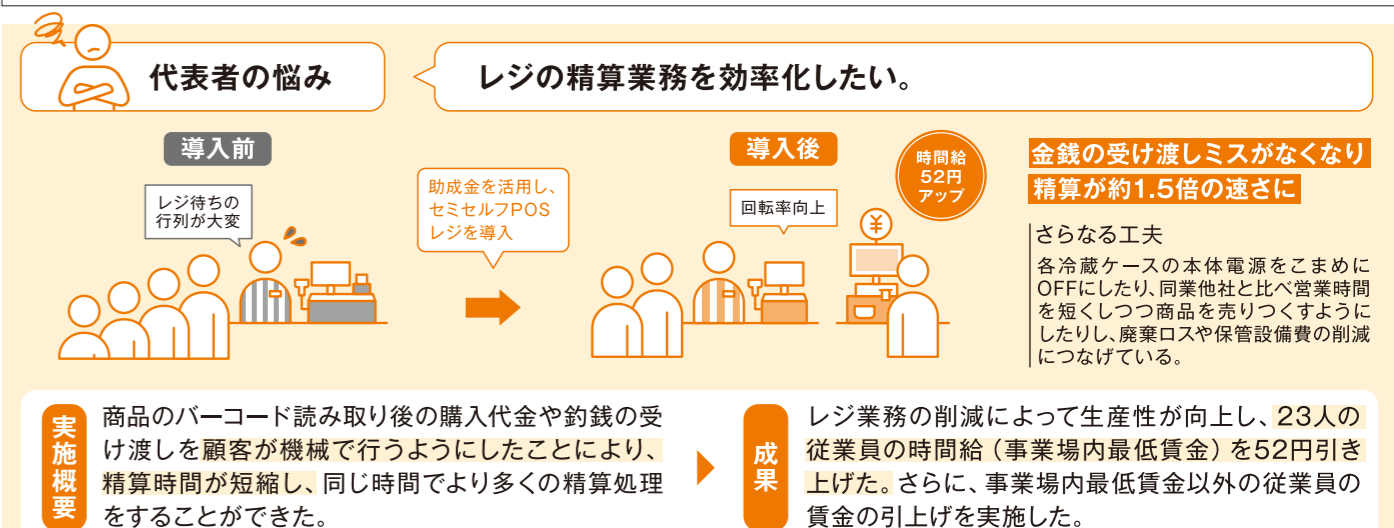 代表者の悩み
レジの精算業務を効率化したい。
導入前
レジ待ちの
行列が大変
助成金を活用し、
セミセルフPOS
レジを導入
導入後
回転率向上
時間給
52円
アップ
¥
金銭の受け渡しミスがなくなり
精算が約1.5倍の速さに
さらなる工夫
各冷蔵ケースの本体電源をこまめに
OFFにしたり、同業他社と比べ営業時間
を短くしつつ商品を売りつくすように
したりし、廃棄ロスや保管設備費の削減
につなげている。
実施概要
商品のバーコード読み取り後の購入代金や釣銭の受
け渡しを顧客が機械で行うようにしたことにより、
精算時間が短縮し、同じ時間でより多くの精算処理
をすることができた。
成果
レジ業務の削減によって生産性が向上し、23人の
従業員の時間給（事業場内最低賃金）を52円引き
上げた。さらに、事業場内最低賃金以外の従業員の
賃金の引上げを実施した。